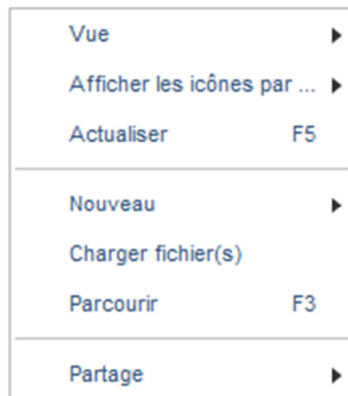 Vue
Afficher les icônes par ...
Actualiser F5
Nouveau
Charger fichier(s)
Parcourir F3
Partage